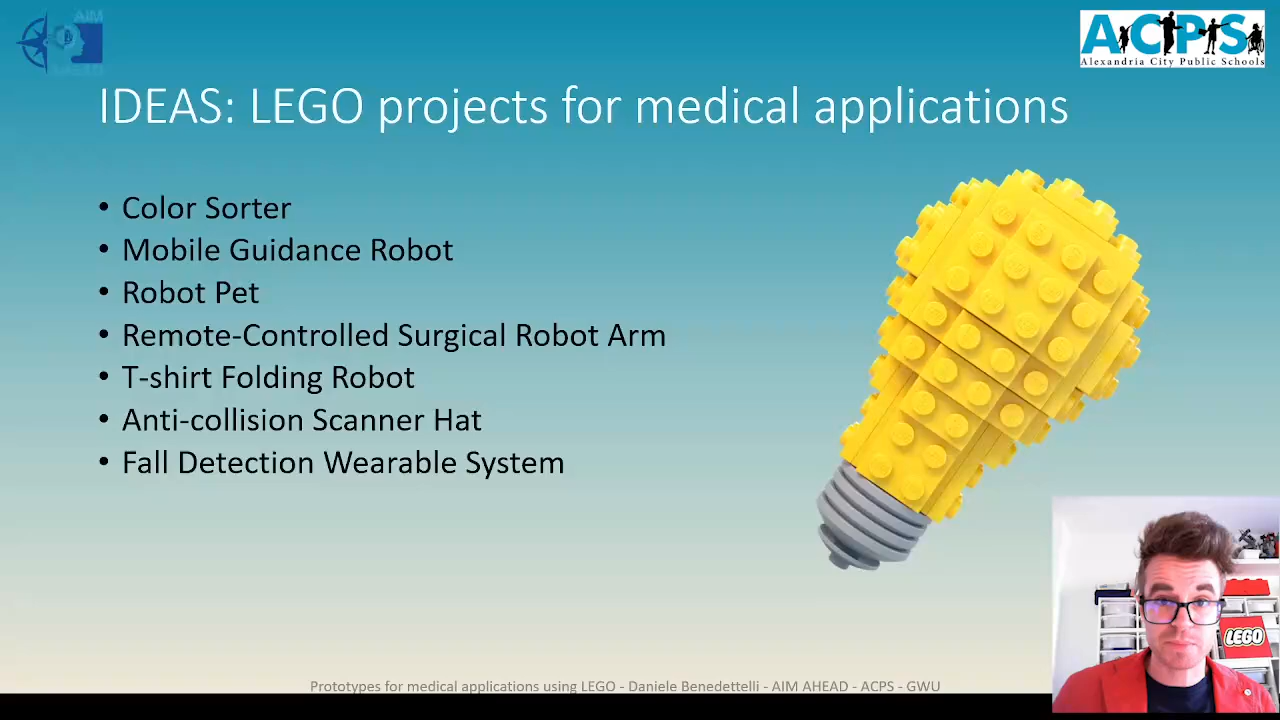 AIM
AHEAD
ACPS
Alexandria City Public Schools
IDEAS: LEGO projects for medical applications
• Color Sorter
• Mobile Guidance Robot
• Robot Pet
• Remote-Controlled Surgical Robot Arm
• T-shirt Folding Robot
• Anti-collision Scanner Hat
• Fall Detection Wearable System
LEGO
Prototypes for medical applications using LEGO - Daniele Benedettelli - AIM AHEAD - ACPS - GWU